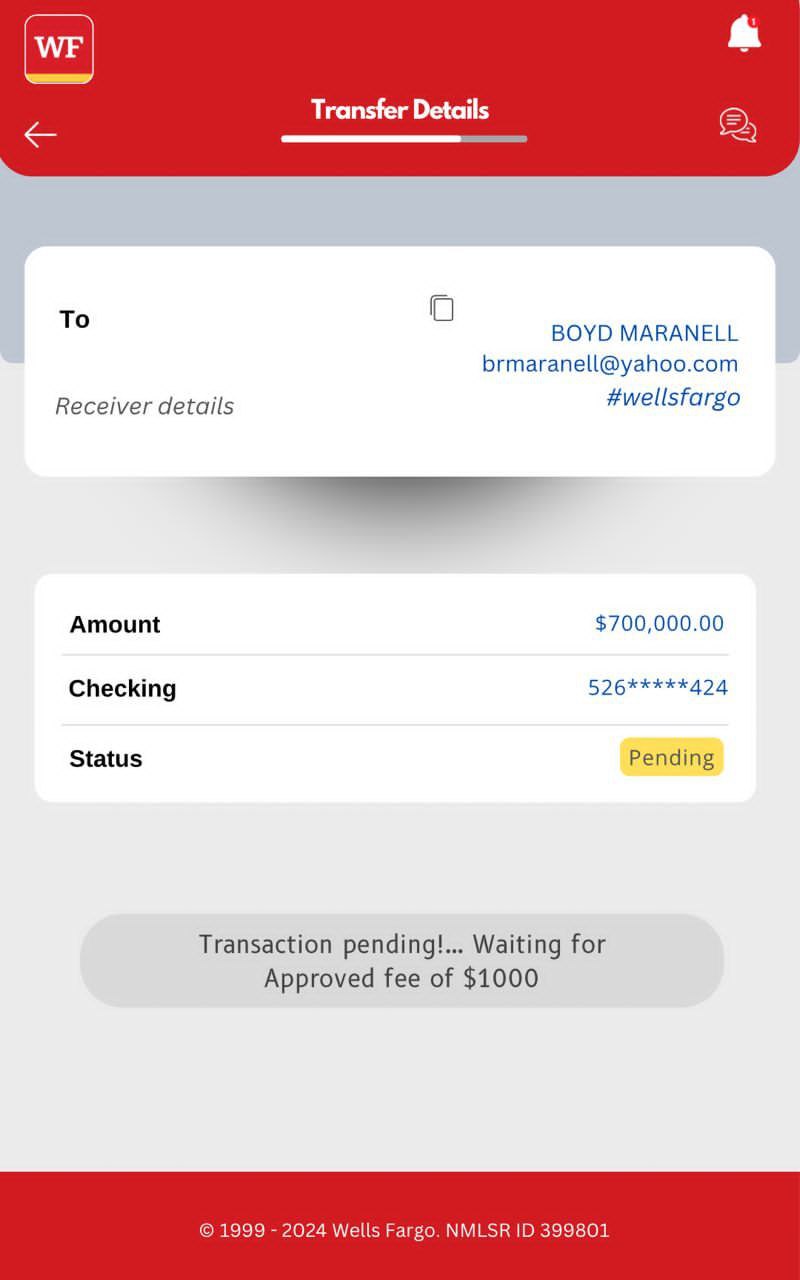 WF
1
Transfer Details
To
BOYD MARANELL
brmaranell@yahoo.com
#wellsfargo
Receiver details
Amount $700,000.00
Checking 526*****424
Status Pending
Transaction pending!... Waiting for
Approved fee of $1000
© 1999 - 2024 Wells Fargo. NMLSR ID 399801